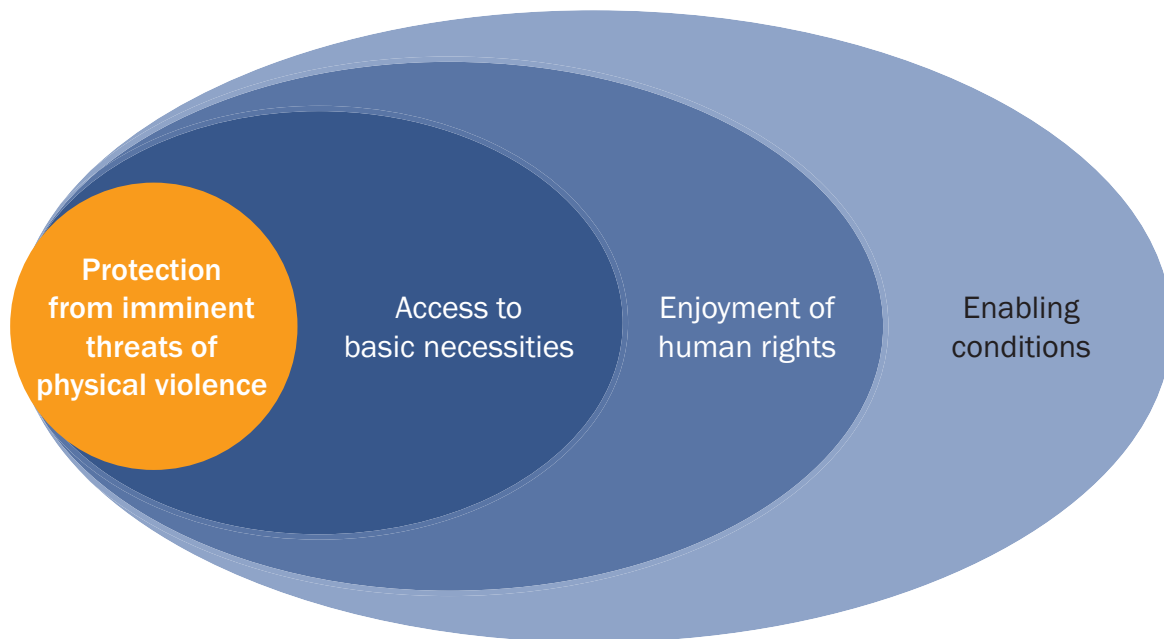 Protection
from imminent
threats of
physical violence
Access to
basic necessities
Enjoyment of
human rights
Enabling
conditions